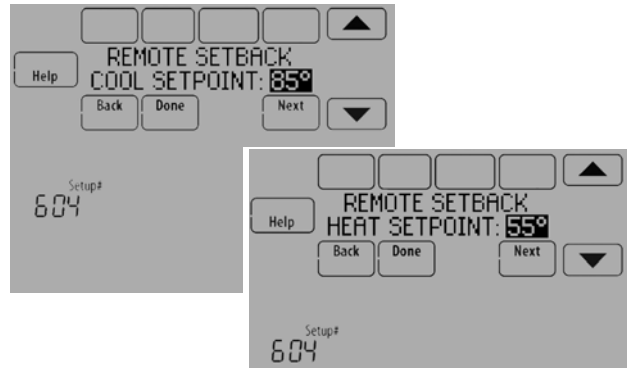 REMOTE SETBACK
Help
COOL SETPOINT: 85°
Back Done Next
Setup#
604
REMOTE SETBACK
Help
HEAT SETPOINT: 55°
Back Done Next
Setup#
604